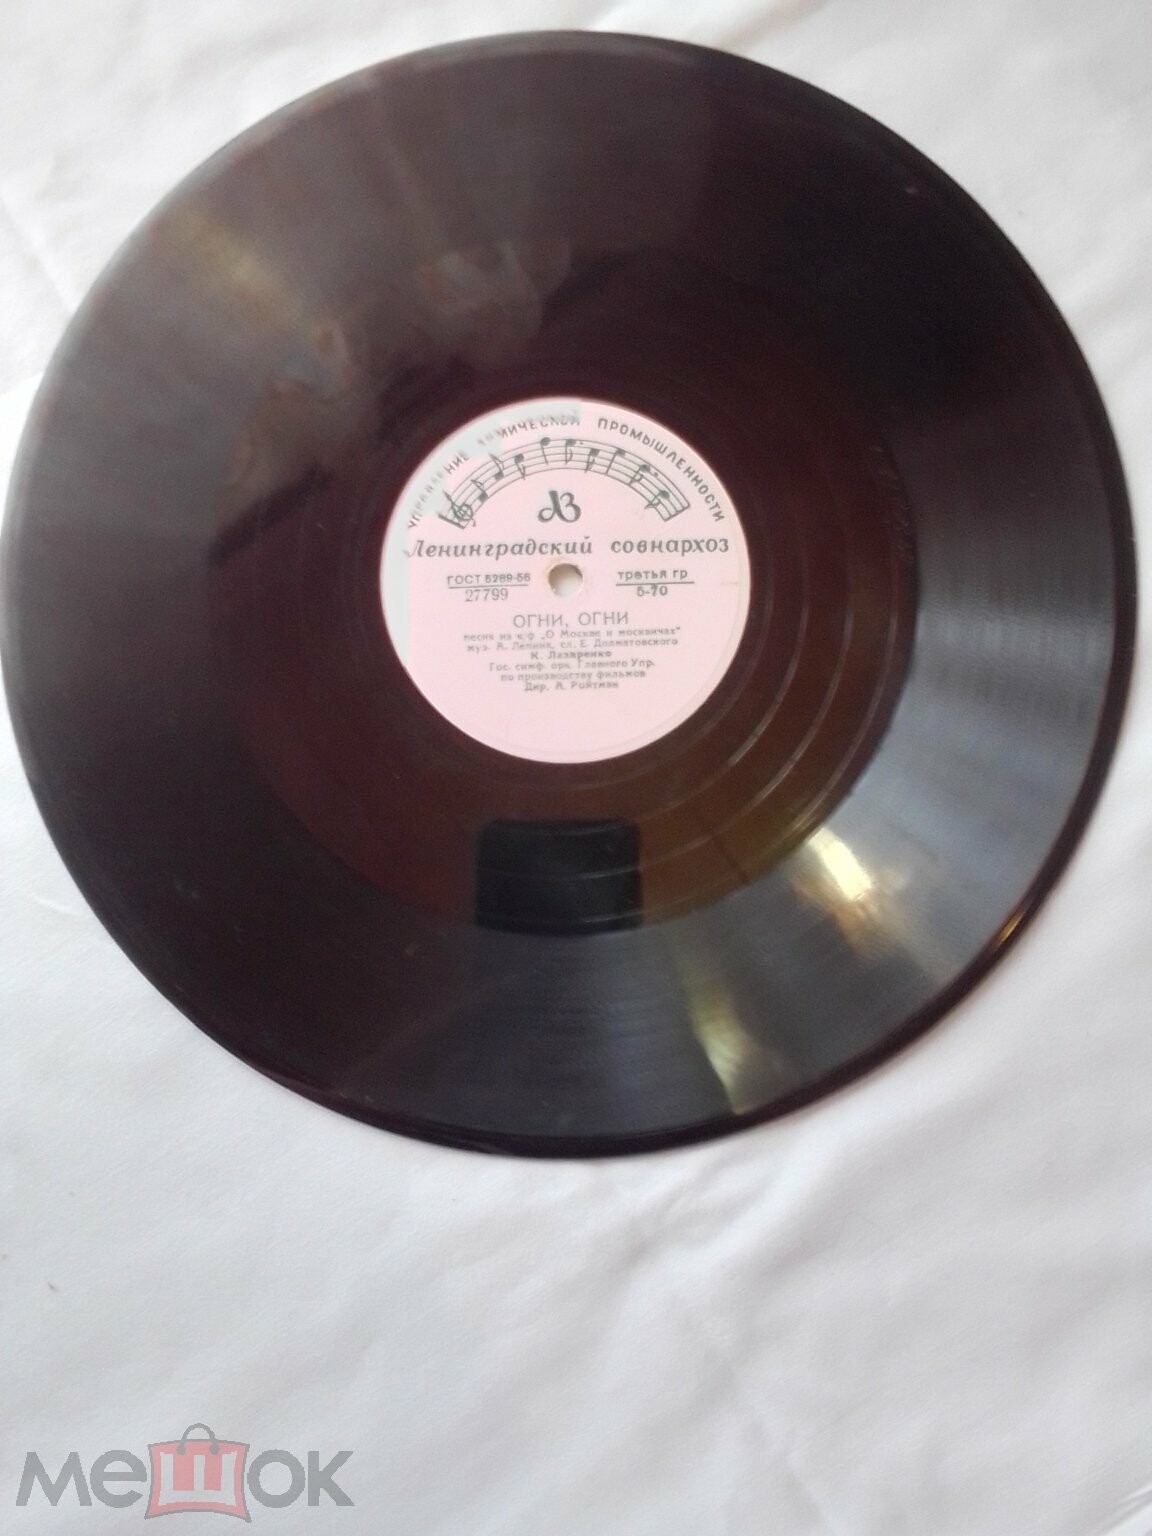 УПРАВЛЕНИЕ ХИМИЧЕСКОЙ ПРОМЫШЛЕННОСТИ
ЛЗ
Ленинградский совнархоз
ГОСТ 5289-56
27799
третья гр
5-70
ОГНИ, ОГНИ
песня из к/ф „О Москве и москвичах"
муз. А. Лепина, сл. Е. Долматовского
К. Лазаренко
Гос. симф. орк. Главного Упр.
по производству фильмов
Дир. А. Ройтман
мешок